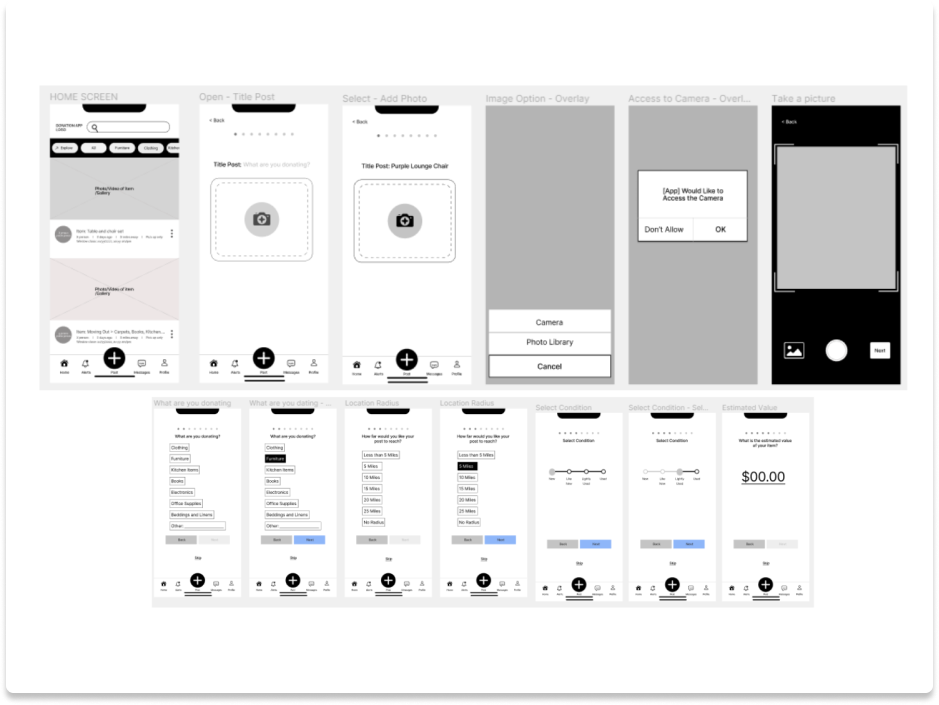 HOME SCREEN
DONATION APP
LOGO
Explore
All
Furniture
Clothing
Photo/Video of Item
/Gallery
Item: Table and chair set
Photo/Video of Item
/Gallery
Item: Moving Out – Carpets, Books, Kitchen...
Home
Alerts
Post
Messages
Profile
Open - Title Post
< Back
Title Post: What are you donating?
Home
Alerts
Post
Messages
Profile
Select - Add Photo
< Back
Title Post: Purple Lounge Chair
Home
Alerts
Post
Messages
Profile
Image Option - Overlay
Camera
Photo Library
Cancel
Access to Camera - Overl...
[App] Would Like to
Access the Camera
Don't Allow
OK
Take a picture
< Back
Next
What are you donating
What are you donating?
Clothing
Furniture
Kitchen Items
Books
Electronics
Office Supplies
Beddings and Linens
Other:
Back
Next
Skip
Home
Alerts
Post
Messages
Profile
What are you dating - ...
What are you donating?
Clothing
Furniture
Kitchen Items
Books
Electronics
Office Supplies
Beddings and Linens
Other:
Back
Next
Skip
Home
Alerts
Post
Messages
Profile
Location Radius
How far would you like your
post to reach?
Less than 5 Miles
5 Miles
10 Miles
15 Miles
20 Miles
25 Miles
No Radius
Back
Next
Skip
Home
Alerts
Post
Messages
Profile
Location Radius
How far would you like your
post to reach?
Less than 5 Miles
5 Miles
10 Miles
15 Miles
20 Miles
25 Miles
No Radius
Back
Next
Skip
Home
Alerts
Post
Messages
Profile
Select Condition
Select Condition
New
Like
New
Lightly
Used
Used
Back
Next
Skip
Home
Alerts
Post
Messages
Profile
Select Condition - Sel...
Select Condition
New
Like
New
Lightly
Used
Used
Back
Next
Skip
Home
Alerts
Post
Messages
Profile
Estimated Value
What is the estimated value
of your item?
$00.00
Back
Next
Skip
Home
Alerts
Post
Messages
Profile